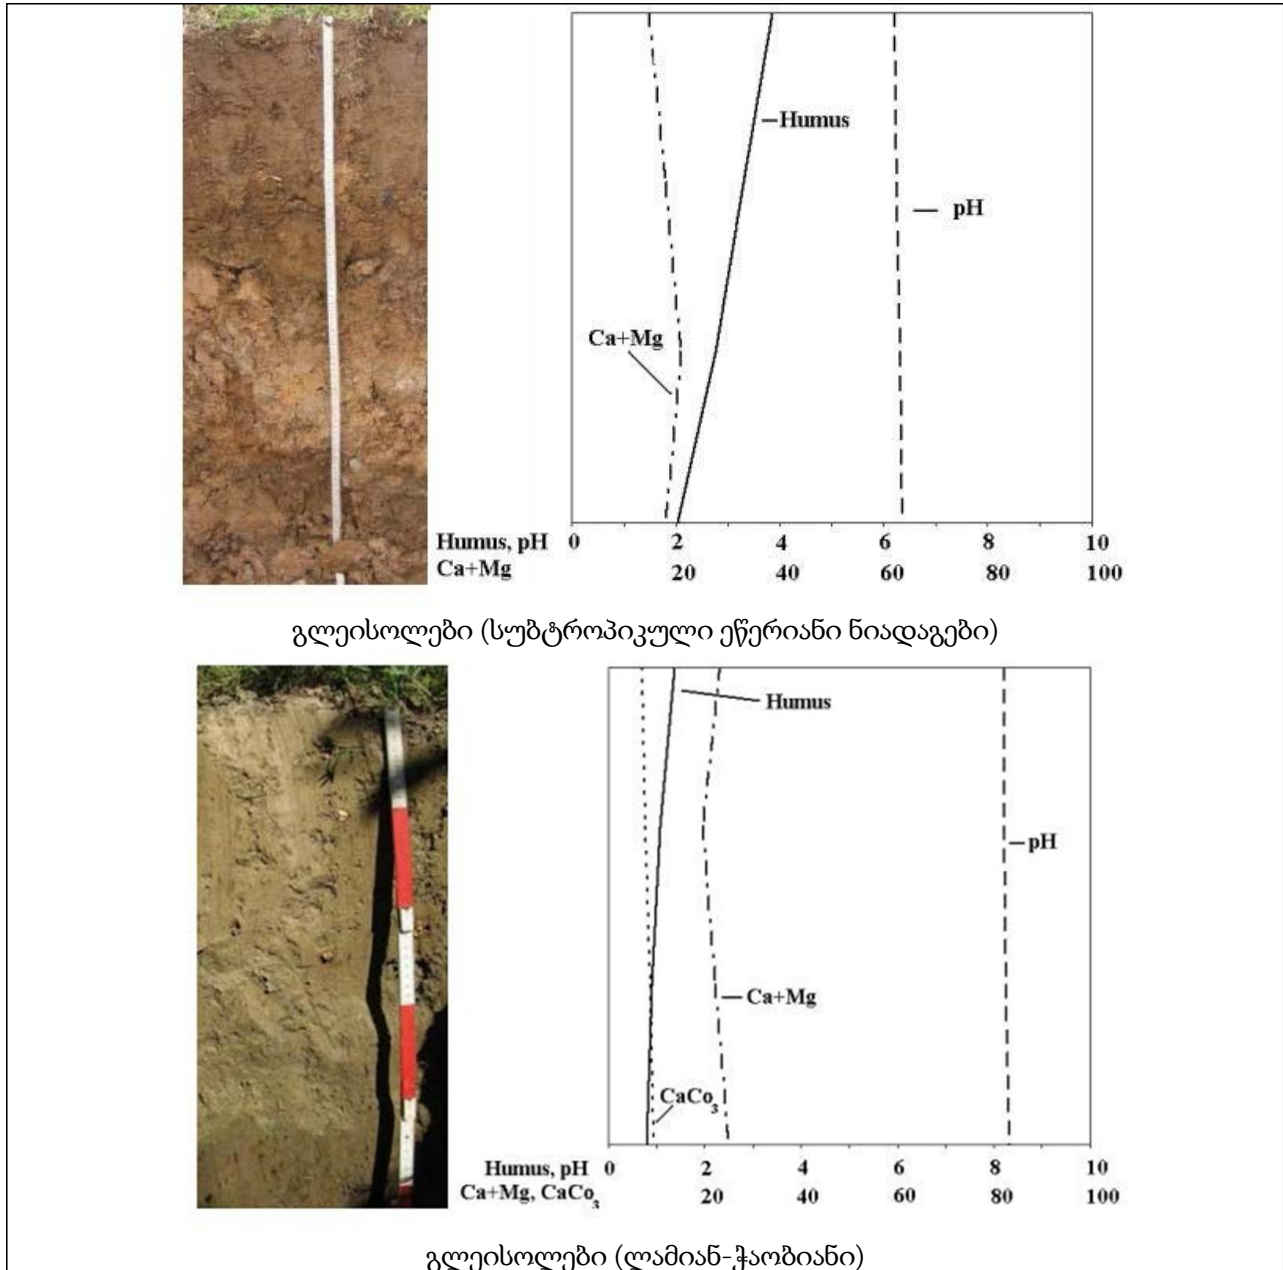 Humus
pH
Ca+Mg
Humus, pH 0 2 4 6 8 10
Ca+Mg 20 40 60 80 100
გლეისოლები (სუბტროპიკული ეწერიანი ნიადაგები)
Humus
pH
Ca+Mg
CaCo₃
Humus, pH 0 2 4 6 8 10
Ca+Mg, CaCo₃ 20 40 60 80 100
გლეისოლები (ლამიან-ჭაობიანი)